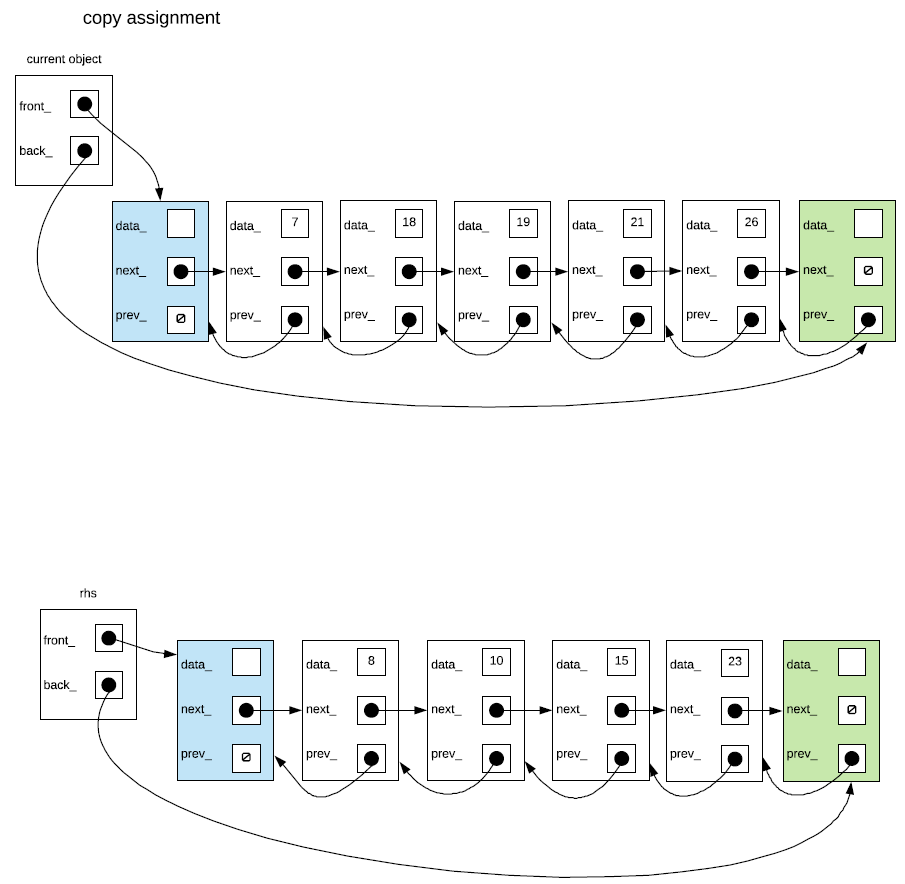 copy assignment
current object
front_
back_
data_ data_ 7 data_ 18 data_ 19 data_ 21 data_ 26 data_
next_ next_ next_ next_ next_ next_ next_ Ø
prev_ Ø prev_ prev_ prev_ prev_ prev_ prev_
rhs
front_
back_
data_ data_ 8 data_ 10 data_ 15 data_ 23 data_
next_ next_ next_ next_ next_ next_ Ø
prev_ Ø prev_ prev_ prev_ prev_ prev_